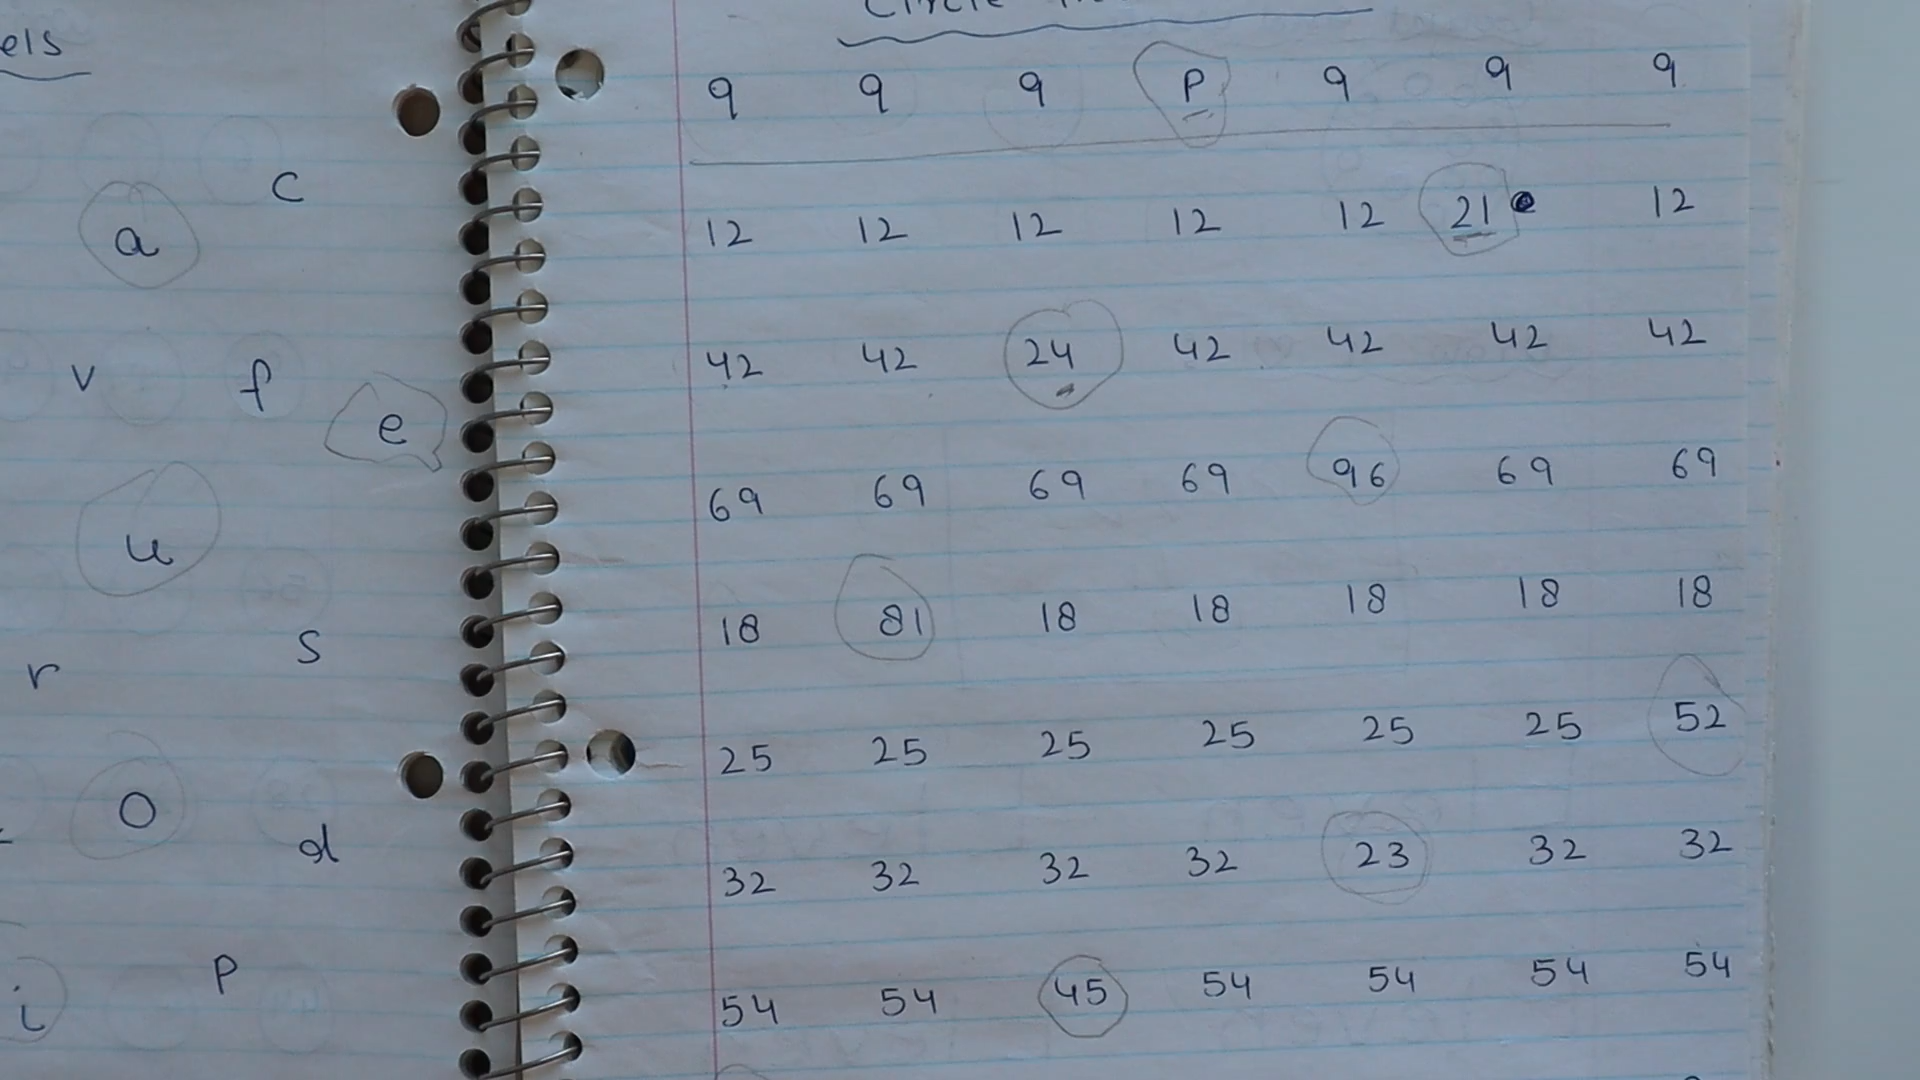 els
a c
v f e
u
r s
o d
i p
Circle
9 9 9 P 9 9 9
12 12 12 12 12 21 12
42 42 24 42 42 42 42
69 69 69 69 96 69 69
18 81 18 18 18 18 18
25 25 25 25 25 25 52
32 32 32 32 23 32 32
54 54 45 54 54 54 54